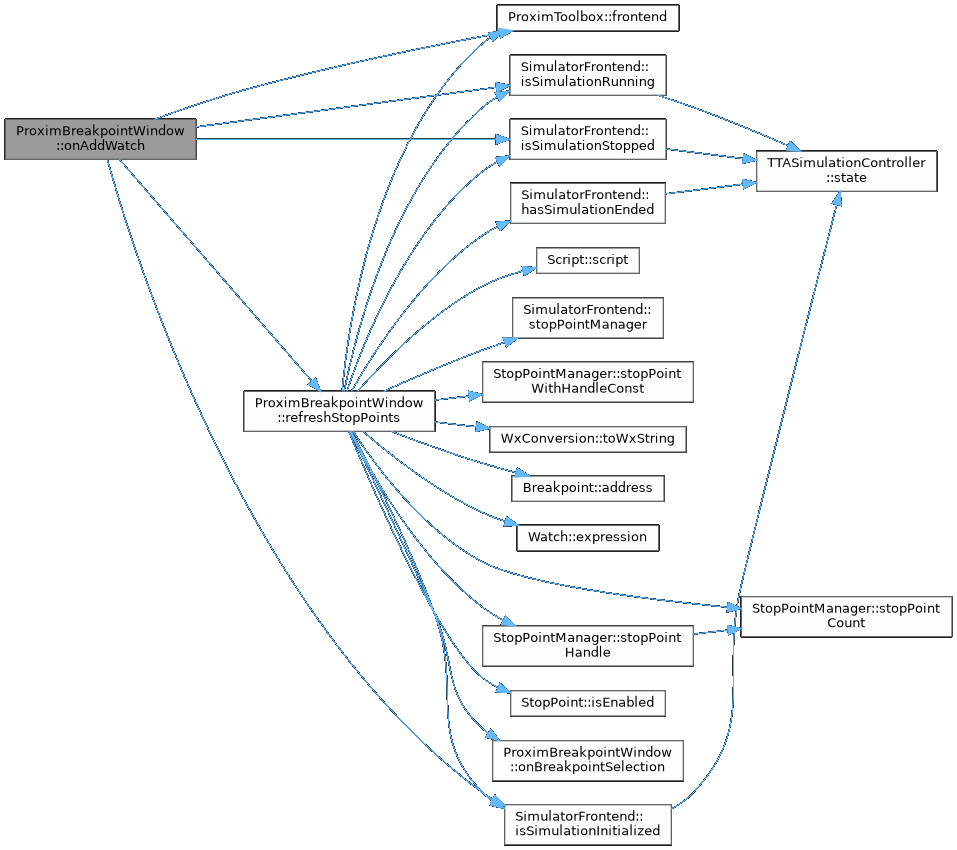 ProximToolbox::frontend
SimulatorFrontend::
isSimulationRunning
ProximBreakpointWindow
::onAddWatch
SimulatorFrontend::
isSimulationStopped
TTASimulationController
::state
SimulatorFrontend::
hasSimulationEnded
Script::script
SimulatorFrontend::
stopPointManager
StopPointManager::stopPoint
WithHandleConst
ProximBreakpointWindow
::refreshStopPoints
WxConversion::toWxString
Breakpoint::address
Watch::expression
StopPointManager::stopPoint
Count
StopPointManager::stopPoint
Handle
StopPoint::isEnabled
ProximBreakpointWindow
::onBreakpointSelection
SimulatorFrontend::
isSimulationInitialized